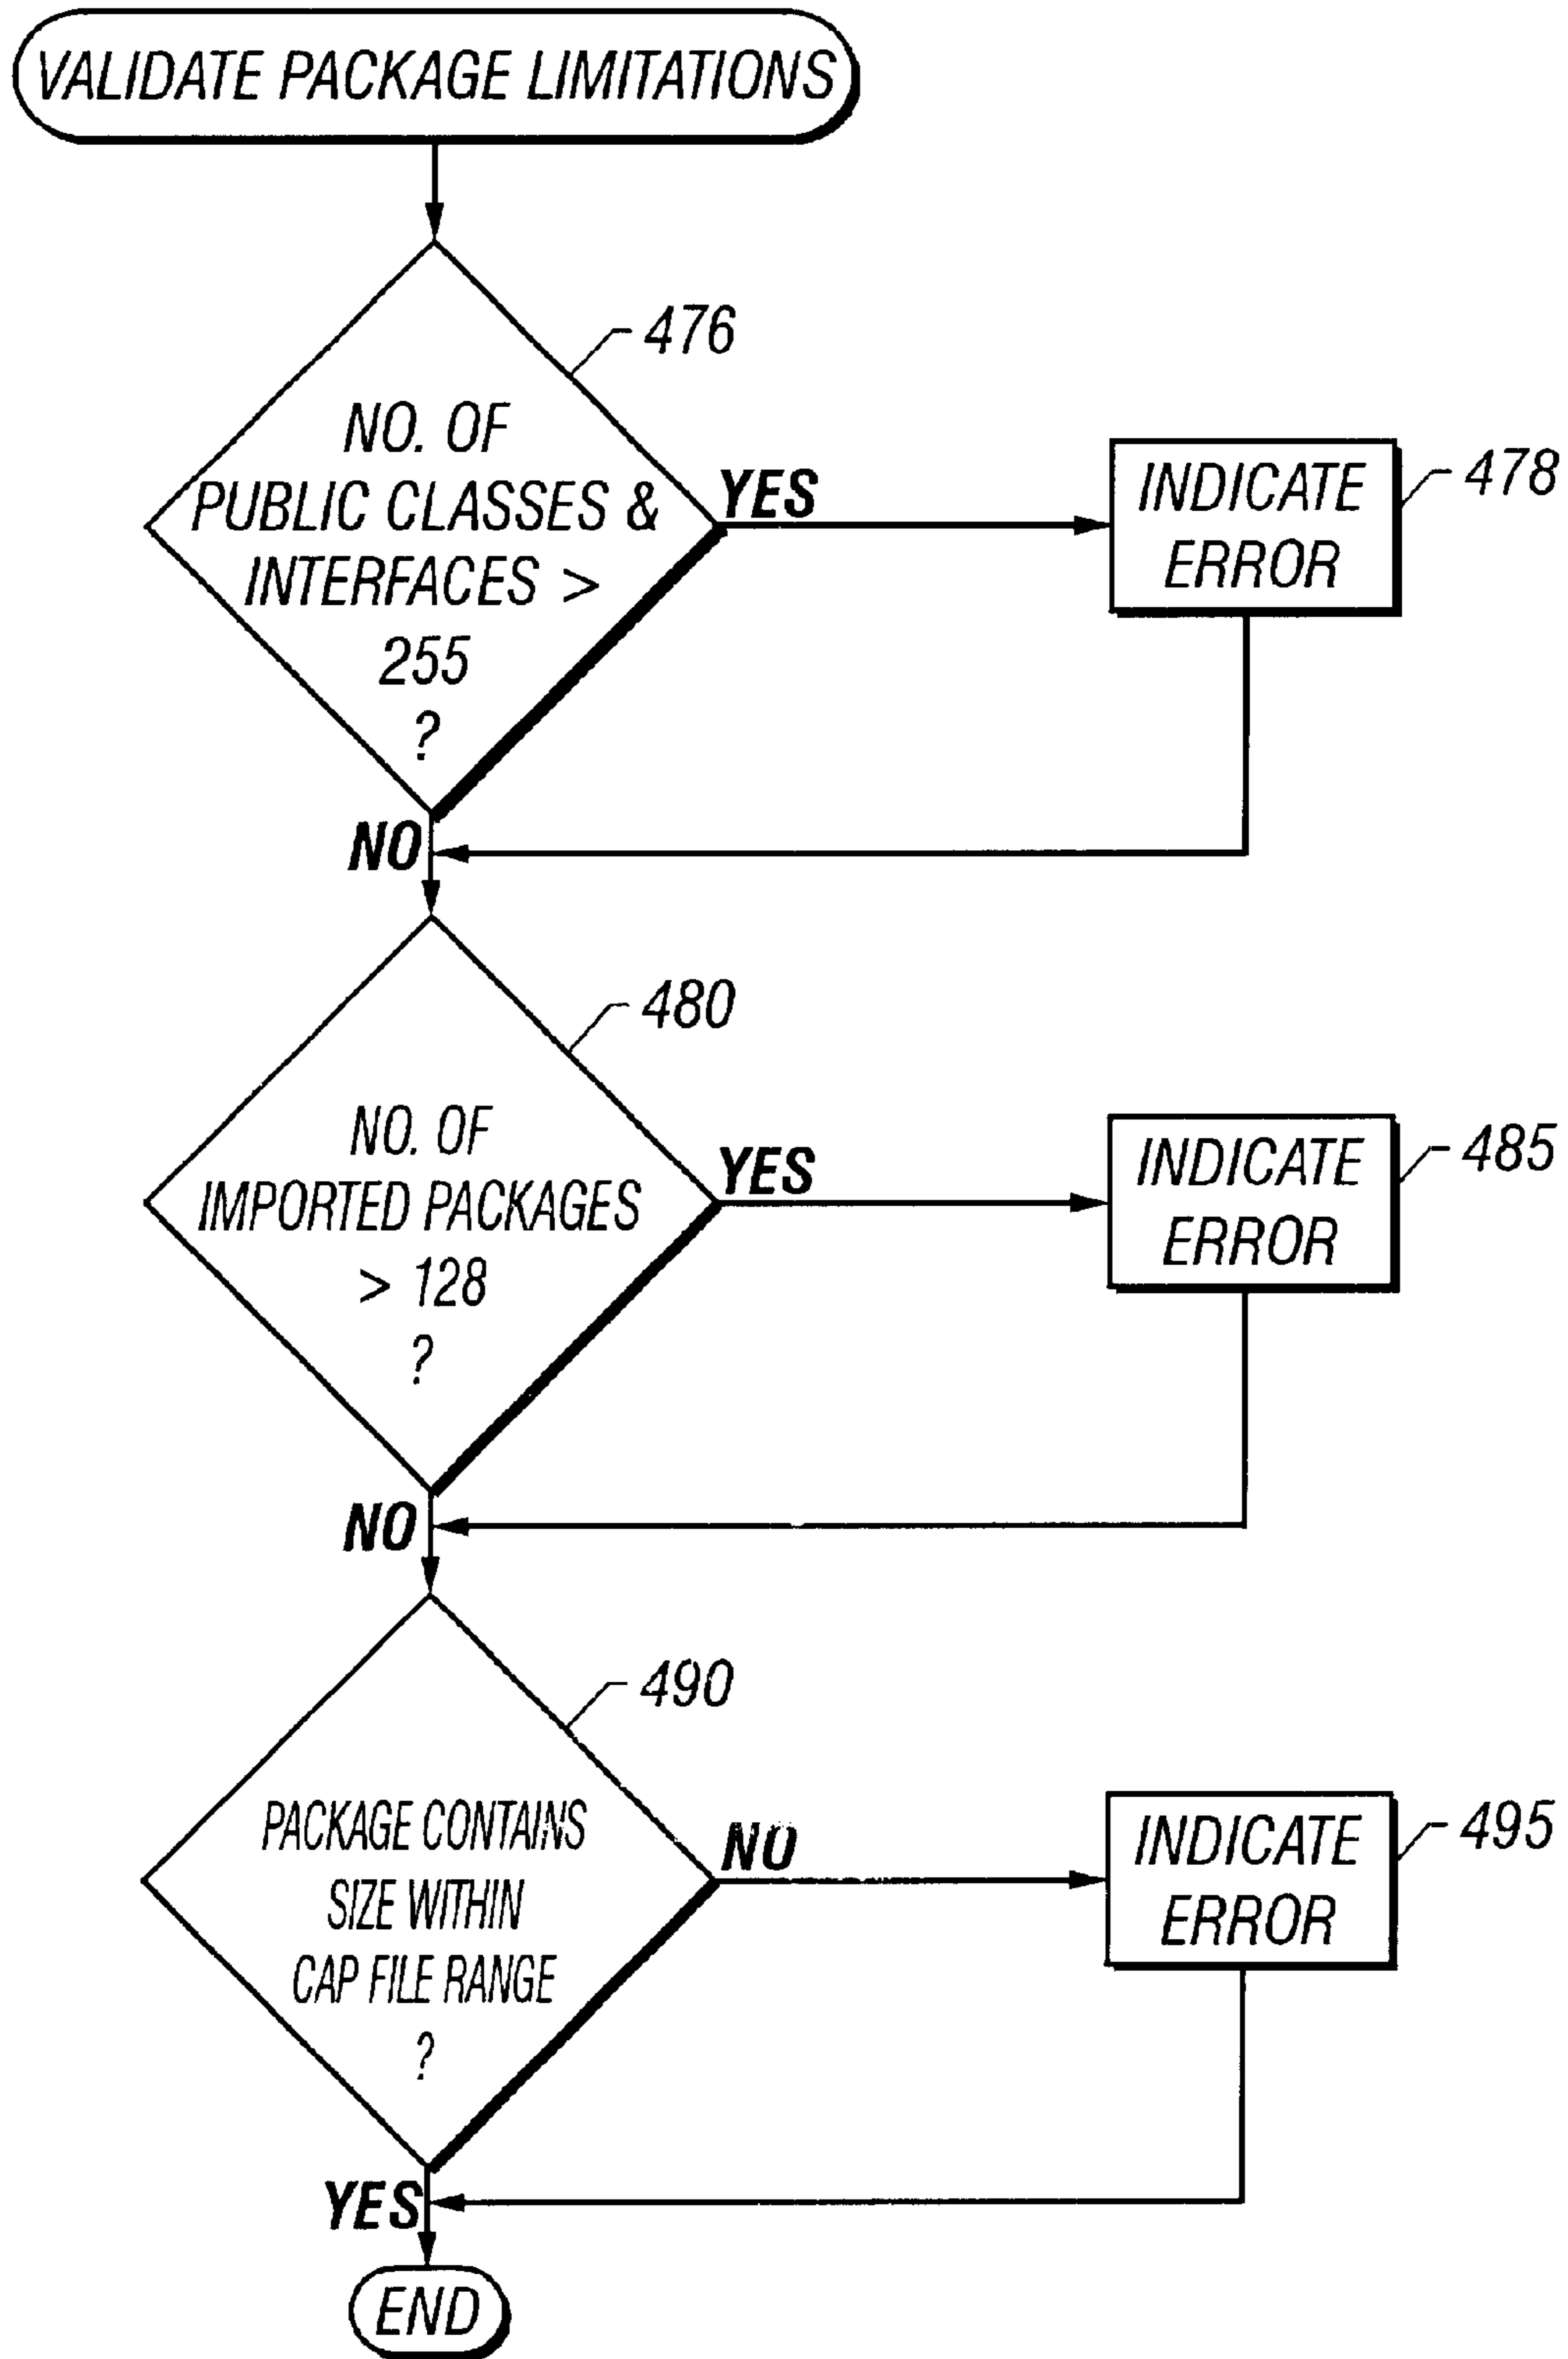 VALIDATE PACKAGE LIMITATIONS
476
NO. OF
PUBLIC CLASSES &
INTERFACES >
255
?
YES
INDICATE
ERROR
478
NO
480
NO. OF
IMPORTED PACKAGES
> 128
?
YES
INDICATE
ERROR
485
NO
490
PACKAGE CONTAINS
SIZE WITHIN
CAP FILE RANGE
?
NO
INDICATE
ERROR
495
YES
END